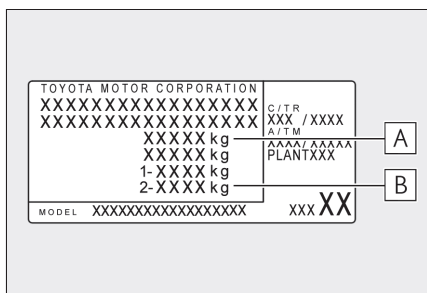 TOYOTA MOTOR CORPORATION
XXXXXXXXXXXXXXXXX
XXXXXXXXXXXXXXXXX
XXXXX kg
XXXXX kg
1-XXXX kg
2-XXXX kg
C/TR
XXX / XXXX
A/TM
XXXX/ XXXXX
PLANTXXX
MODEL XXXXXXXXXXXXXXXXXX
XXX XX
A
B